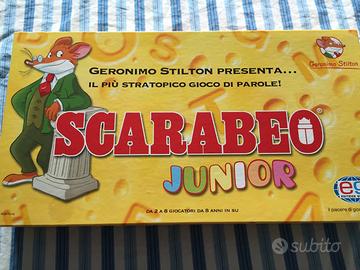 GERONIMO STILTON PRESENTA...
IL PIÙ STRATOPICO GIOCO DI PAROLE!
Geronimo Stilton
SCARABEO
JUNIOR
DA 2 A 6 GIOCATORI DA 8 ANNI IN SU
eg
il piacere di
subito